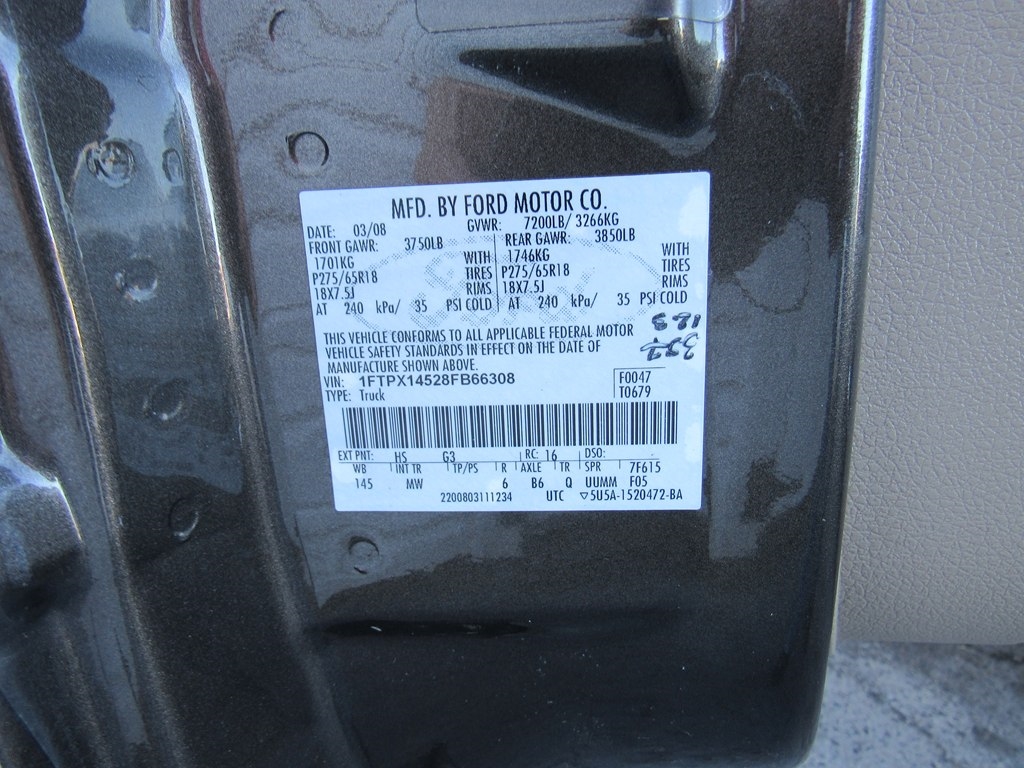 MFD. BY FORD MOTOR CO.
DATE: 03/08 GVWR: 7200LB/ 3266KG
FRONT GAWR: 3750LB REAR GAWR: 3850LB
1701KG WITH 1746KG WITH
P275/65R18 TIRES P275/65R18 TIRES
18X7.5J RIMS 18X7.5J RIMS
AT 240 kPa/ 35 PSI COLD AT 240 kPa/ 35 PSI COLD
THIS VEHICLE CONFORMS TO ALL APPLICABLE FEDERAL MOTOR
VEHICLE SAFETY STANDARDS IN EFFECT ON THE DATE OF
MANUFACTURE SHOWN ABOVE.
VIN: 1FTPX14528FB66308 F0047
TYPE: Truck T0679
EXT PNT: HS G3 RC: 16 DSO:
WB INT TR TP/PS R AXLE TR SPR 7F615
145 MW 6 B6 Q UUMM F05
2200803111234 UTC ▽5U5A-1520472-BA